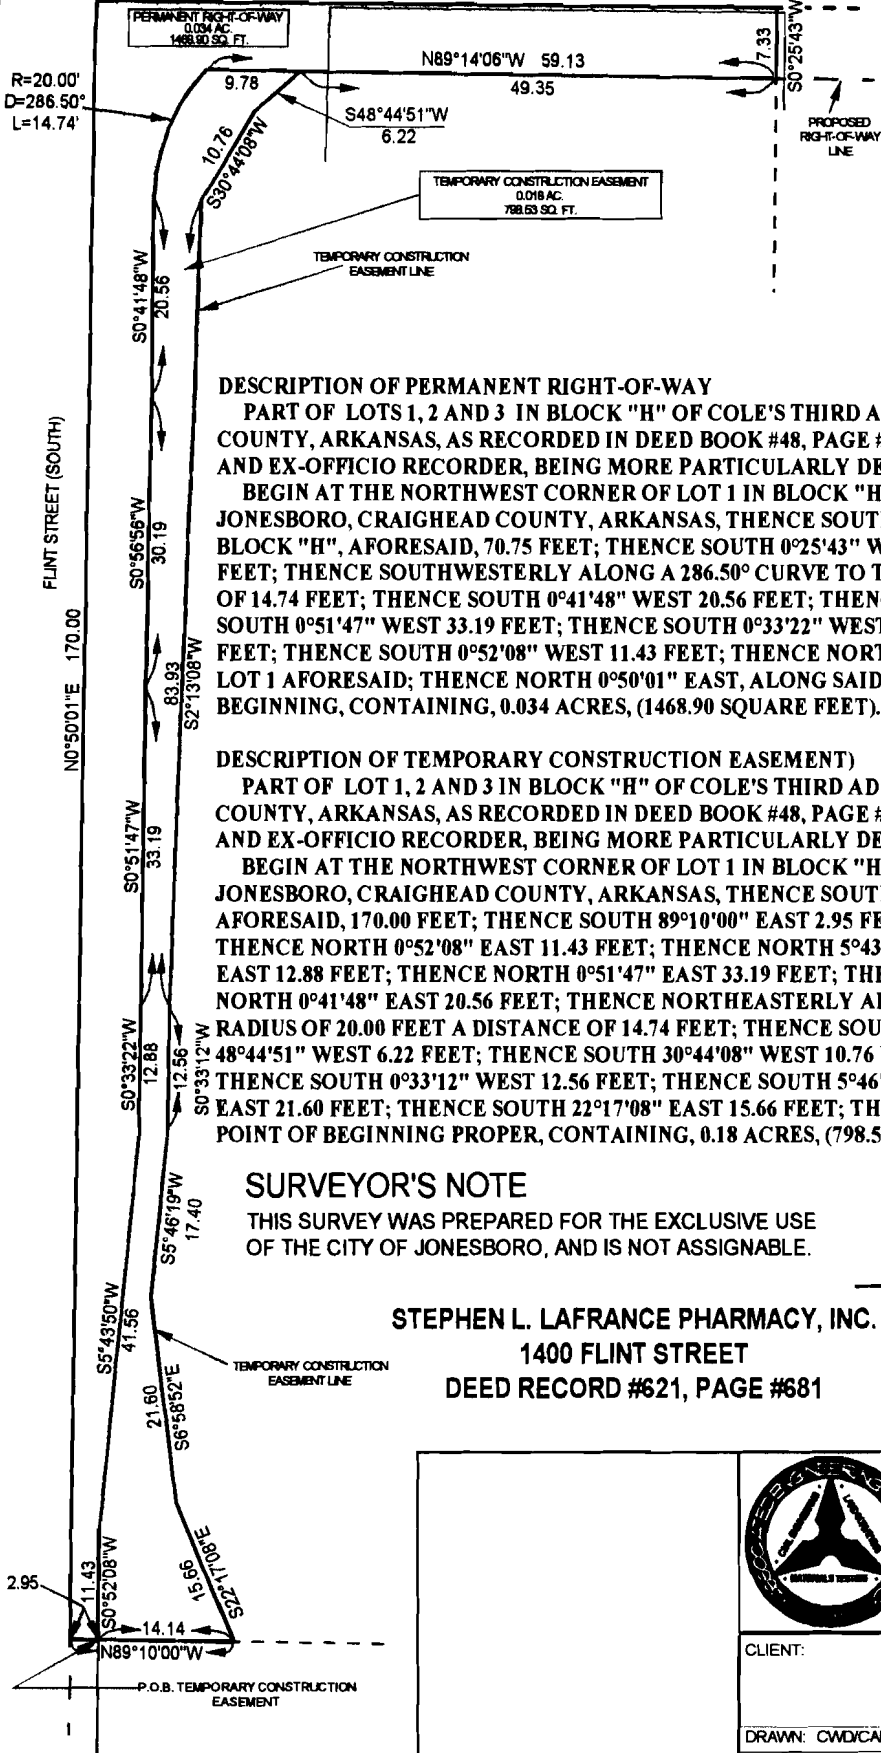 PERMANENT RIGHT-OF-WAY
0.034 AC.
1468.90 SQ. FT.
R=20.00'
D=286.50°
L=14.74'
9.78
N89°14'06"W 59.13
49.35
7.33
S0°25'43"W
PROPOSED
RIGHT-OF-WAY
LINE
S48°44'51"W
6.22
10.76
S30°44'08"W
TEMPORARY CONSTRUCTION EASEMENT
0.018 AC.
798.53 SQ. FT.
TEMPORARY CONSTRUCTION
EASEMENT LINE
S0°41'48"W
20.56
FLINT STREET (SOUTH)
N0°50'01"E 170.00
S0°56'56"W
30.19
83.93
S2°13'08"W
S0°51'47"W
33.19
S0°33'22"W
12.88
12.56
S0°33'12"W
DESCRIPTION OF PERMANENT RIGHT-OF-WAY
PART OF LOTS 1, 2 AND 3 IN BLOCK "H" OF COLE'S THIRD A
COUNTY, ARKANSAS, AS RECORDED IN DEED BOOK #48, PAGE #
AND EX-OFFICIO RECORDER, BEING MORE PARTICULARLY DE
BEGIN AT THE NORTHWEST CORNER OF LOT 1 IN BLOCK "H
JONESBORO, CRAIGHEAD COUNTY, ARKANSAS, THENCE SOUT
BLOCK "H", AFORESAID, 70.75 FEET; THENCE SOUTH 0°25'43" W
FEET; THENCE SOUTHWESTERLY ALONG A 286.50° CURVE TO T
OF 14.74 FEET; THENCE SOUTH 0°41'48" WEST 20.56 FEET; THEN
SOUTH 0°51'47" WEST 33.19 FEET; THENCE SOUTH 0°33'22" WEST
FEET; THENCE SOUTH 0°52'08" WEST 11.43 FEET; THENCE NORT
LOT 1 AFORESAID; THENCE NORTH 0°50'01" EAST, ALONG SAID
BEGINNING, CONTAINING, 0.034 ACRES, (1468.90 SQUARE FEET).
DESCRIPTION OF TEMPORARY CONSTRUCTION EASEMENT)
PART OF LOT 1, 2 AND 3 IN BLOCK "H" OF COLE'S THIRD AD
COUNTY, ARKANSAS, AS RECORDED IN DEED BOOK #48, PAGE #
AND EX-OFFICIO RECORDER, BEING MORE PARTICULARLY DE
BEGIN AT THE NORTHWEST CORNER OF LOT 1 IN BLOCK "H
JONESBORO, CRAIGHEAD COUNTY, ARKANSAS, THENCE SOUT
AFORESAID, 170.00 FEET; THENCE SOUTH 89°10'00" EAST 2.95 FE
THENCE NORTH 0°52'08" EAST 11.43 FEET; THENCE NORTH 5°43
EAST 12.88 FEET; THENCE NORTH 0°51'47" EAST 33.19 FEET; THE
NORTH 0°41'48" EAST 20.56 FEET; THENCE NORTHEASTERLY AL
RADIUS OF 20.00 FEET A DISTANCE OF 14.74 FEET; THENCE SOU
48°44'51" WEST 6.22 FEET; THENCE SOUTH 30°44'08" WEST 10.76
THENCE SOUTH 0°33'12" WEST 12.56 FEET; THENCE SOUTH 5°46'
EAST 21.60 FEET; THENCE SOUTH 22°17'08" EAST 15.66 FEET; TH
POINT OF BEGINNING PROPER, CONTAINING, 0.18 ACRES, (798.5
SURVEYOR'S NOTE
THIS SURVEY WAS PREPARED FOR THE EXCLUSIVE USE
OF THE CITY OF JONESBORO, AND IS NOT ASSIGNABLE.
S5°46'19"W
17.40
S5°43'50"W
41.56
STEPHEN L. LAFRANCE PHARMACY, INC.
1400 FLINT STREET
DEED RECORD #621, PAGE #681
TEMPORARY CONSTRUCTION
EASEMENT LINE
21.60
S6°58'52"E
15.66
S22°17'08"E
2.95
11.43
S0°52'08"W
14.14
N89°10'00"W
P.O.B. TEMPORARY CONSTRUCTION
EASEMENT
MATERIALS TESTING
CLIENT:
DRAWN: CWD/CA